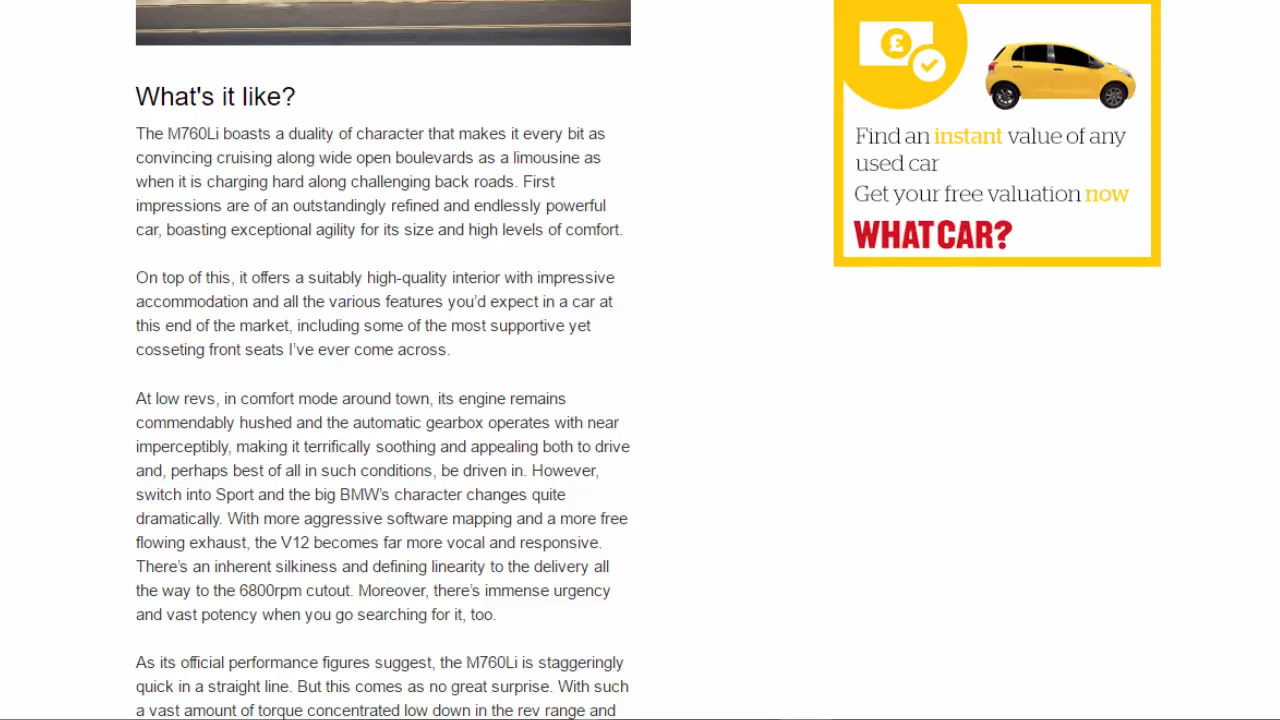 What's it like?
The M760Li boasts a duality of character that makes it every bit as
convincing cruising along wide open boulevards as a limousine as
when it is charging hard along challenging back roads. First
impressions are of an outstandingly refined and endlessly powerful
car, boasting exceptional agility for its size and high levels of comfort.
On top of this, it offers a suitably high-quality interior with impressive
accommodation and all the various features you’d expect in a car at
this end of the market, including some of the most supportive yet
cosseting front seats I’ve ever come across.
At low revs, in comfort mode around town, its engine remains
commendably hushed and the automatic gearbox operates with near
imperceptibly, making it terrifically soothing and appealing both to drive
and, perhaps best of all in such conditions, be driven in. However,
switch into Sport and the big BMW’s character changes quite
dramatically. With more aggressive software mapping and a more free
flowing exhaust, the V12 becomes far more vocal and responsive.
There’s an inherent silkiness and defining linearity to the delivery all
the way to the 6800rpm cutout. Moreover, there’s immense urgency
and vast potency when you go searching for it, too.
As its official performance figures suggest, the M760Li is staggeringly
quick in a straight line. But this comes as no great surprise. With such
a vast amount of torque concentrated low down in the rev range and
£
Find an instant value of any
used car
Get your free valuation now
WHAT CAR?